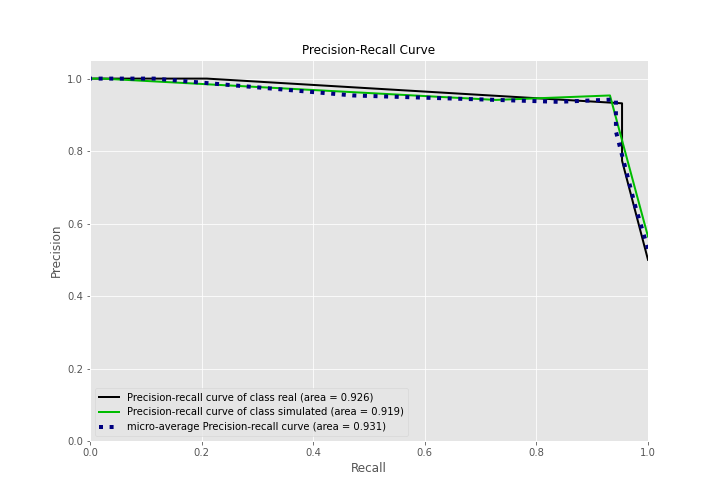 Precision-Recall Curve
1.0
0.8
0.6
0.4
0.2
0.0
Precision
Precision-recall curve of class real (area = 0.926)
Precision-recall curve of class simulated (area = 0.919)
micro-average Precision-recall curve (area = 0.931)
0.0 0.2 0.4 0.6 0.8 1.0
Recall